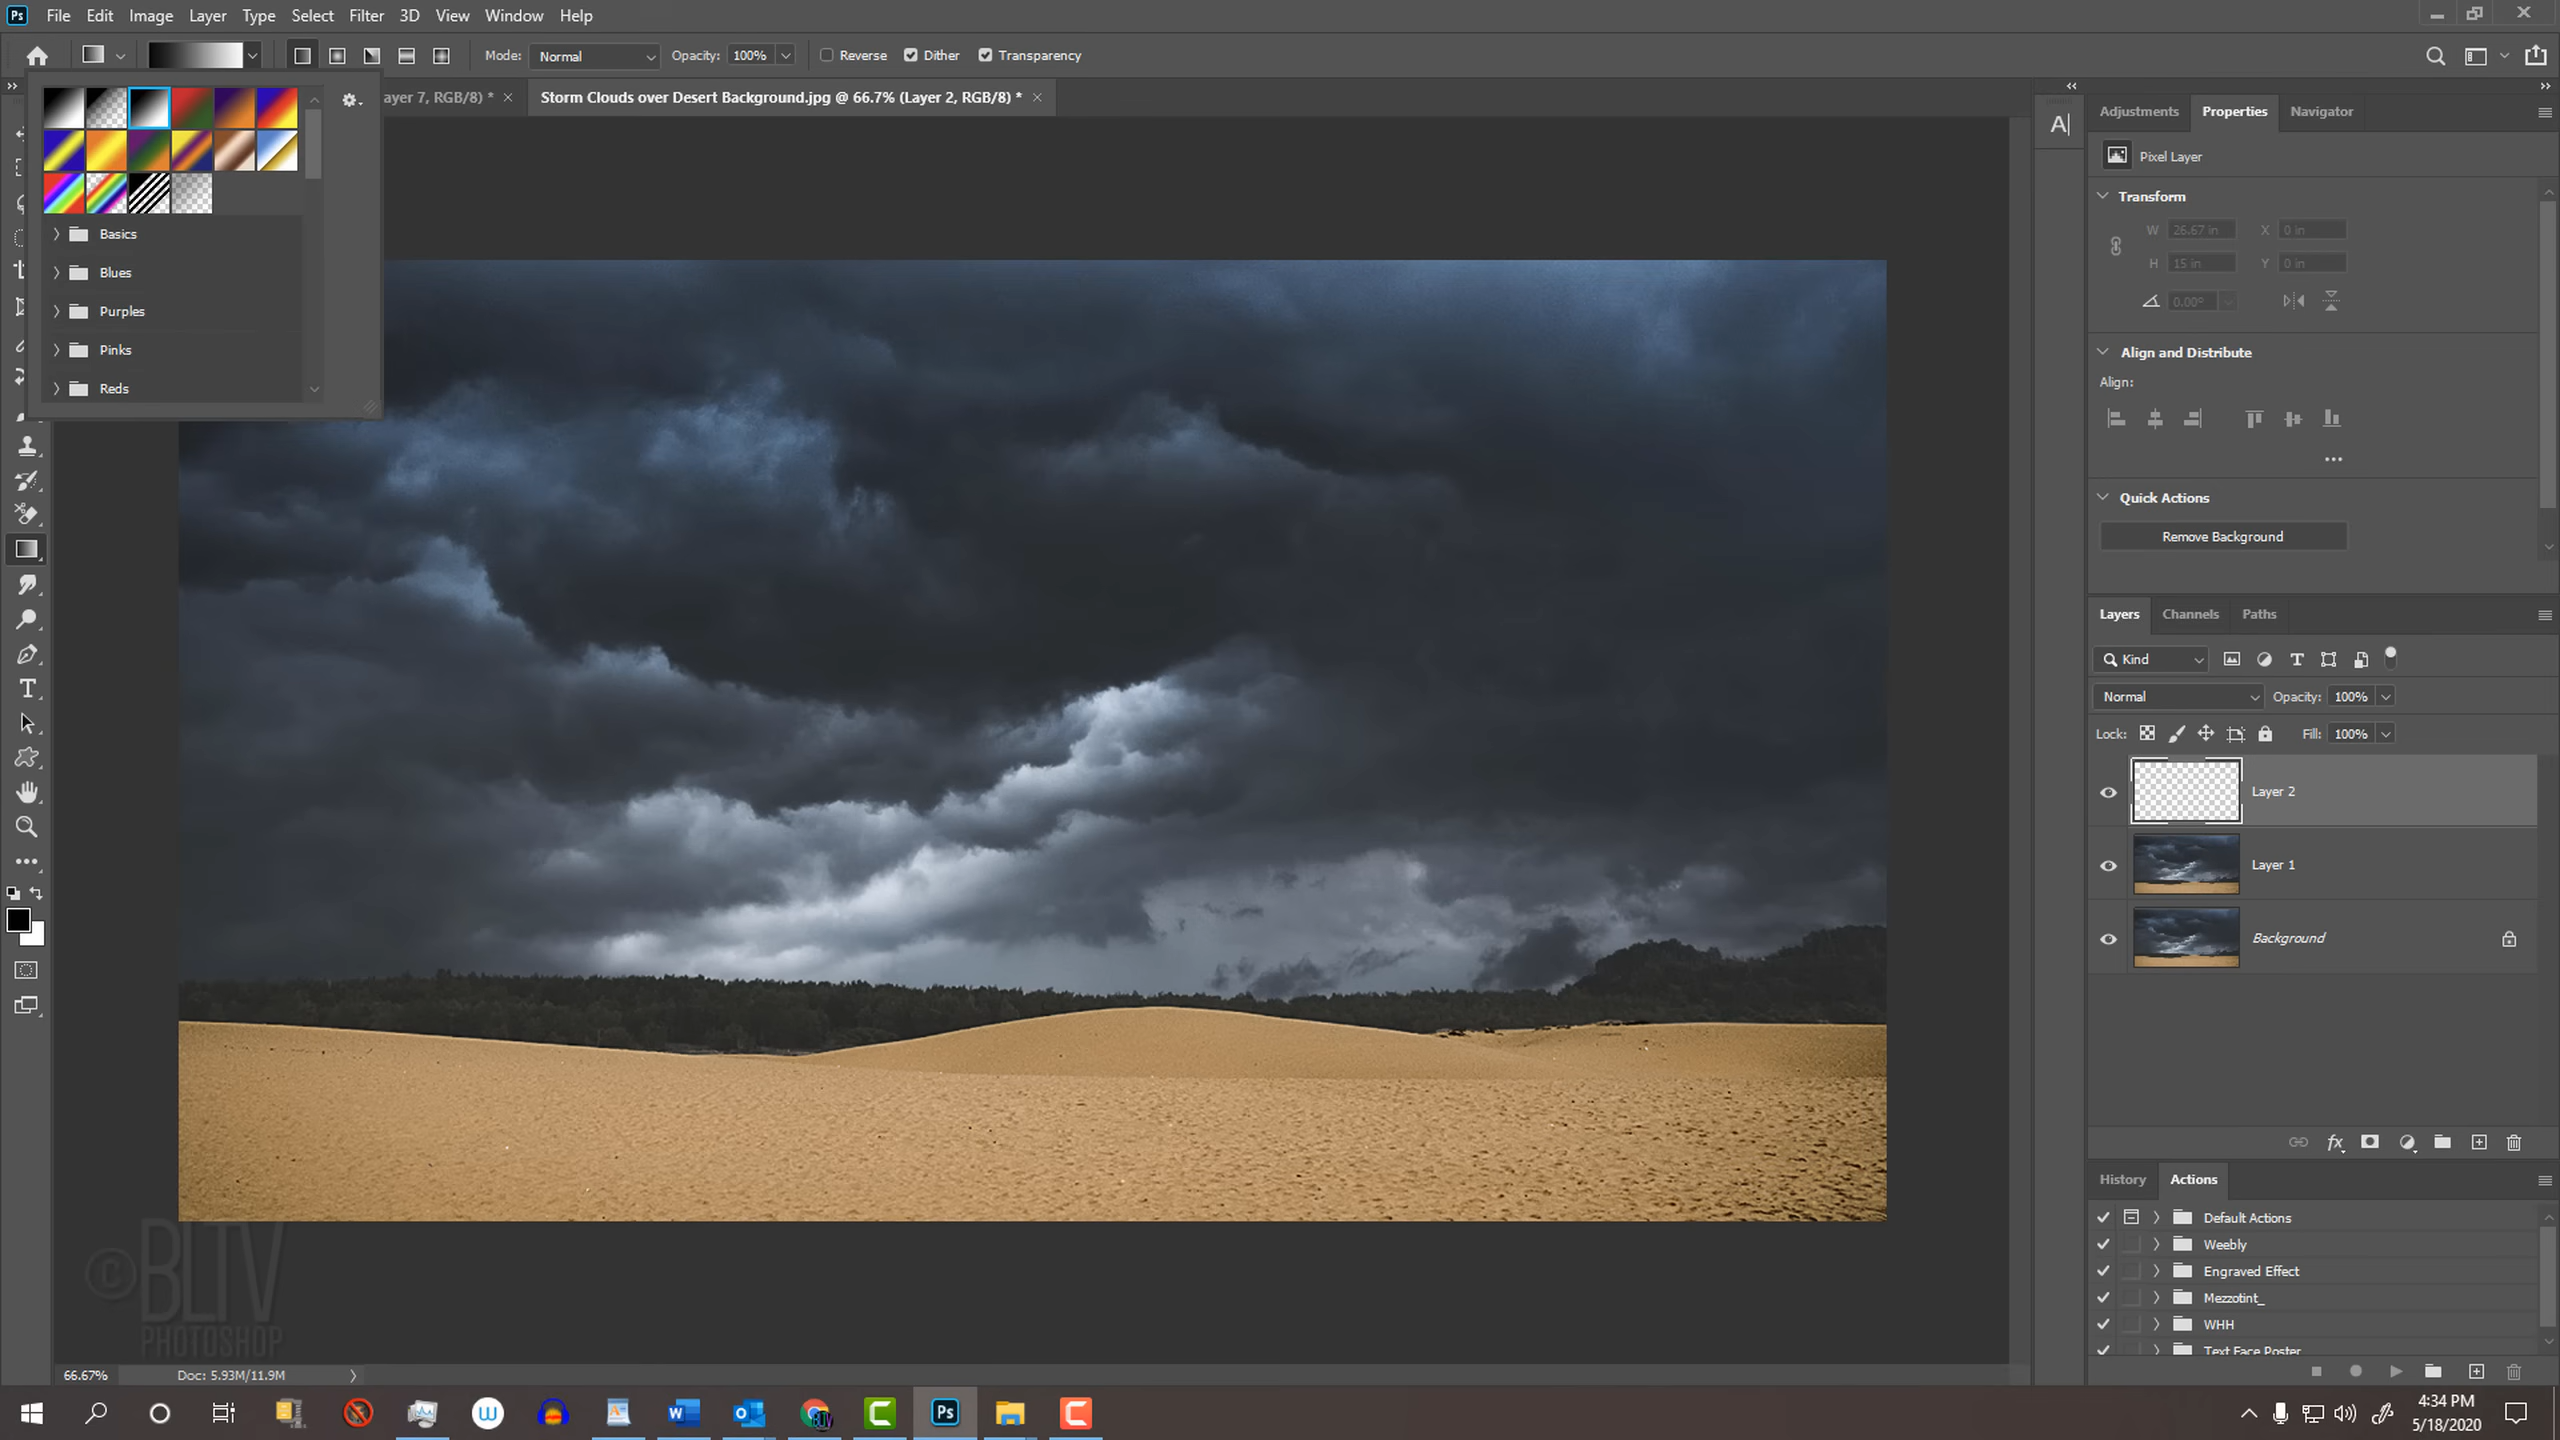 Ps File Edit Image Layer Type Select Filter 3D View Window Help
Mode: Normal Opacity: 100% Reverse Dither Transparency
ayer 7, RGB/8) * × Storm Clouds over Desert Background.jpg @ 66.7% (Layer 2, RGB/8) * ×
Basics
Blues
Purples
Pinks
Reds
T
A
Adjustments Properties Navigator
Pixel Layer
Transform
W 26.67 in X 0 in
H 15 in Y 0 in
0.00°
Align and Distribute
Align:
Quick Actions
Remove Background
Layers Channels Paths
Kind T
Normal Opacity: 100%
Lock: Fill: 100%
Layer 2
Layer 1
Background
fx
History Actions
Default Actions
Weebly
Engraved Effect
Mezzotint_
WHH
Text Face Poster
©BLTV
PHOTOSHOP
66.67% Doc: 5.93M/11.9M
W W Ps C C
4:34 PM
5/18/2020